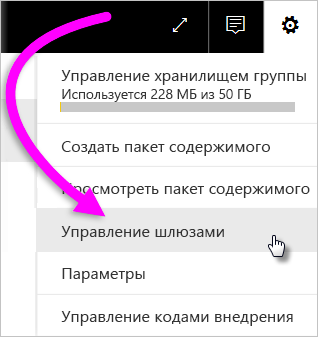 Управление хранилищем группы
Используется 228 МБ из 50 ГБ
Создать пакет содержимого
Просмотреть пакет содержимого
Управление шлюзами
Параметры
Управление кодами внедрения